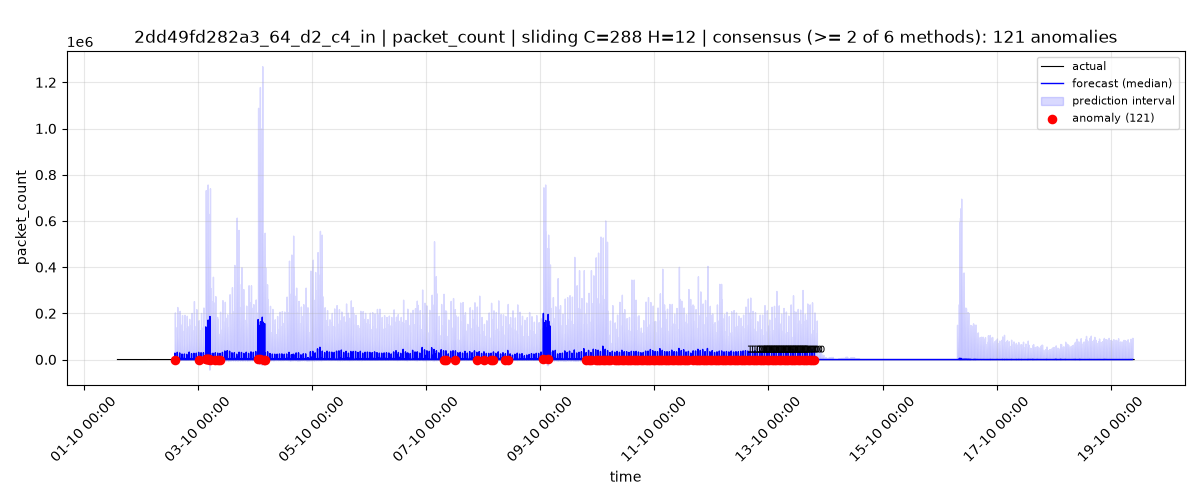 2dd49fd282a3_64_d2_c4_in | packet_count | sliding C=288 H=12 | consensus (>= 2 of 6 methods): 121 anomalies
1e6
actual
forecast (median)
prediction interval
anomaly (121)
1.2
1.0
0.8
0.6
0.4
0.2
0.0
packet_count
01-10 00:00
03-10 00:00
05-10 00:00
07-10 00:00
09-10 00:00
11-10 00:00
13-10 00:00
15-10 00:00
17-10 00:00
19-10 00:00
time